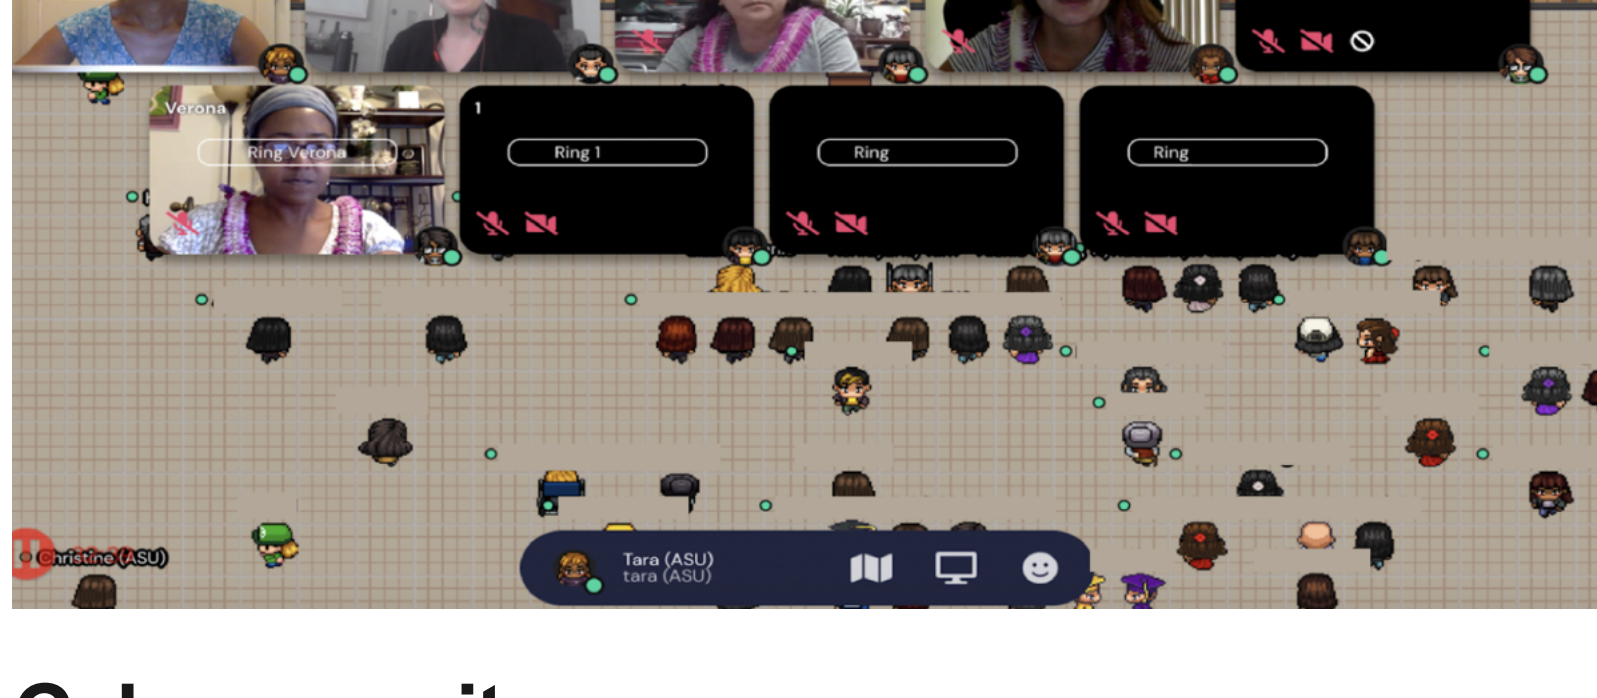 Verona
Ring Verona
1
Ring 1
Ring
Ring
Christine (ASU)
Tara (ASU)
tara (ASU)